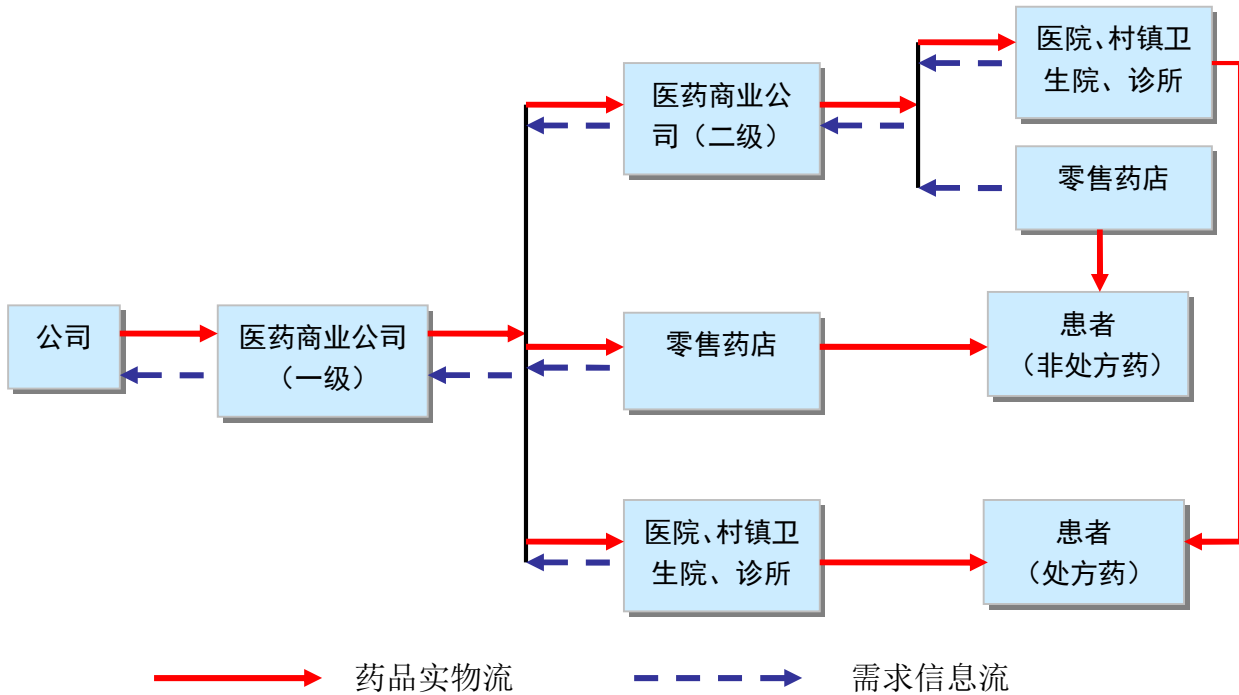 医院、村镇卫
生院、诊所
医药商业公
司（二级）
零售药店
公司
医药商业公司
（一级）
零售药店
患者
（非处方药）
医院、村镇卫
生院、诊所
患者
（处方药）
药品实物流
需求信息流